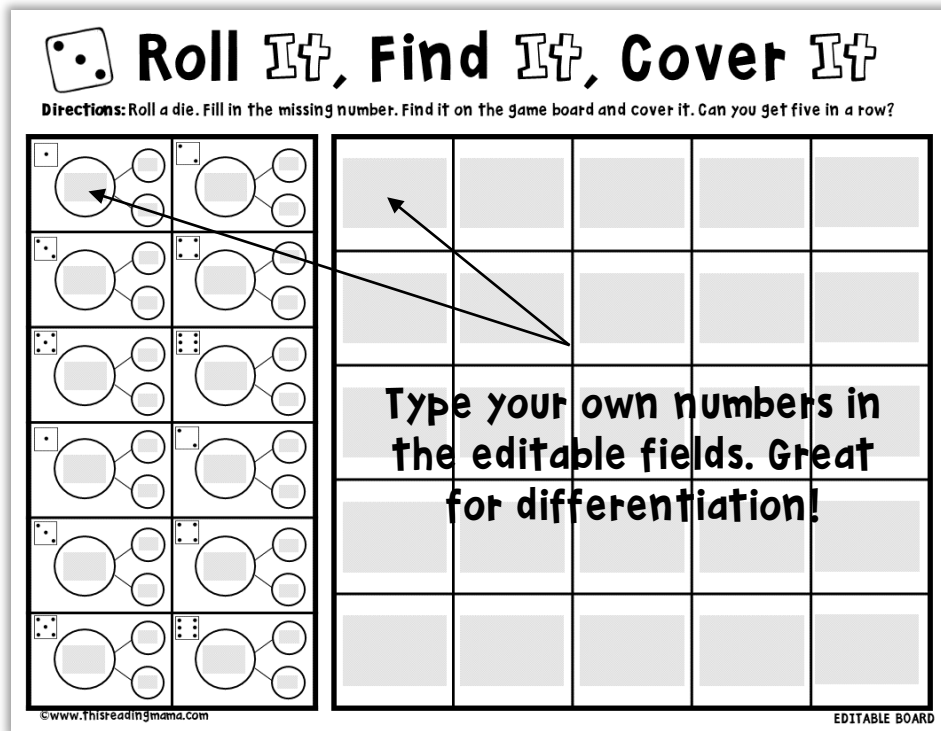 Roll It, Find It, Cover It
Directions: Roll a die. Fill in the missing number. Find it on the game board and cover it. Can you get five in a row?
Type your own numbers in
the editable fields. Great
for differentiation!
©www.thisreadingmama.com
EDITABLE BOARD